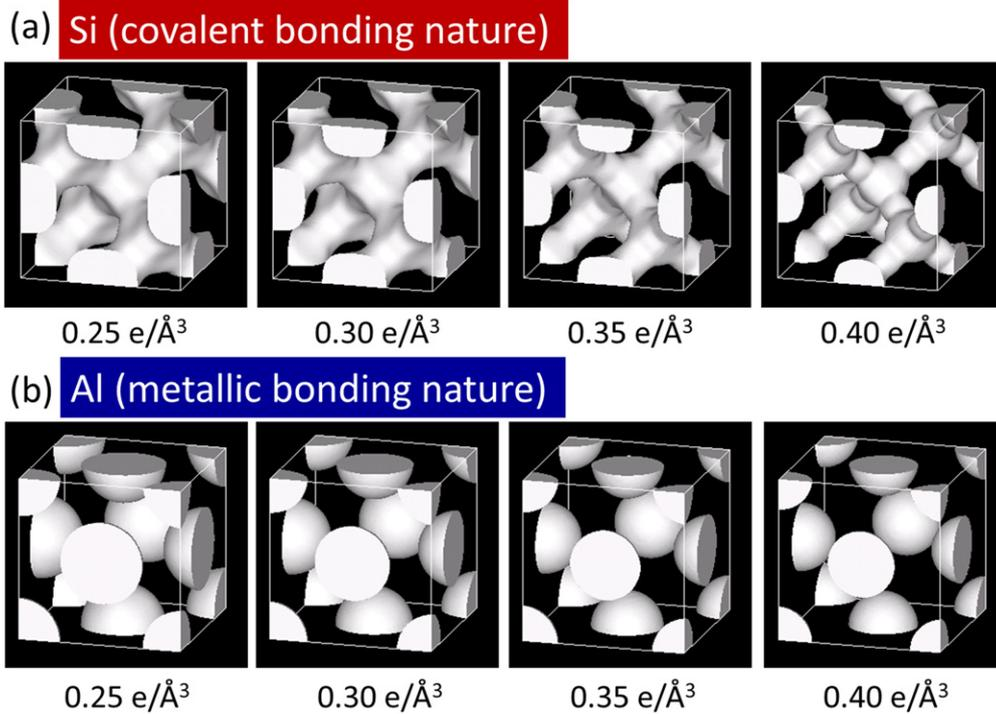 (a) Si (covalent bonding nature)
0.25 e/Å³ 0.30 e/Å³ 0.35 e/Å³ 0.40 e/Å³
(b) Al (metallic bonding nature)
0.25 e/Å³ 0.30 e/Å³ 0.35 e/Å³ 0.40 e/Å³